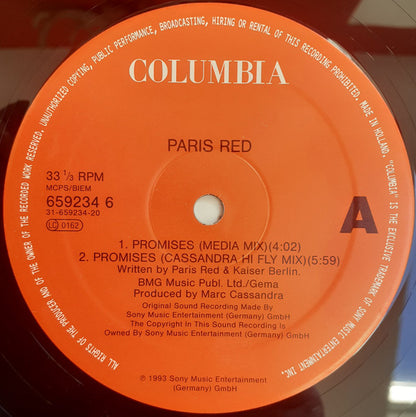 ALL RIGHTS OF THE PRODUCER AND OF THE OWNER OF THE RECORDED WORK RESERVED. UNAUTHORIZED COPYING, PUBLIC PERFORMANCE, BROADCASTING, HIRING OR RENTAL OF THIS RECORDING PROHIBITED. MADE IN HOLLAND. "COLUMBIA" IS THE EXCLUSIVE TRADEMARK OF SONY MUSIC ENTERTAINMENT INC.
COLUMBIA
PARIS RED
33 1/3 RPM
MCPS/BIEM
659234 6
31-659234-20
LC 0162
A
1. PROMISES (MEDIA MIX)(4:02)
2. PROMISES (CASSANDRA HI FLY MIX)(5:59)
Written by Paris Red & Kaiser Berlin.
BMG Music Publ. Ltd./Gema
Produced by Marc Cassandra
Original Sound Recording Made By
Sony Music Entertainment (Germany) GmbH
The Copyright In This Sound Recording Is
Owned By Sony Music Entertainment (Germany) GmbH
℗ 1993 Sony Music Entertainment
(Germany) GmbH